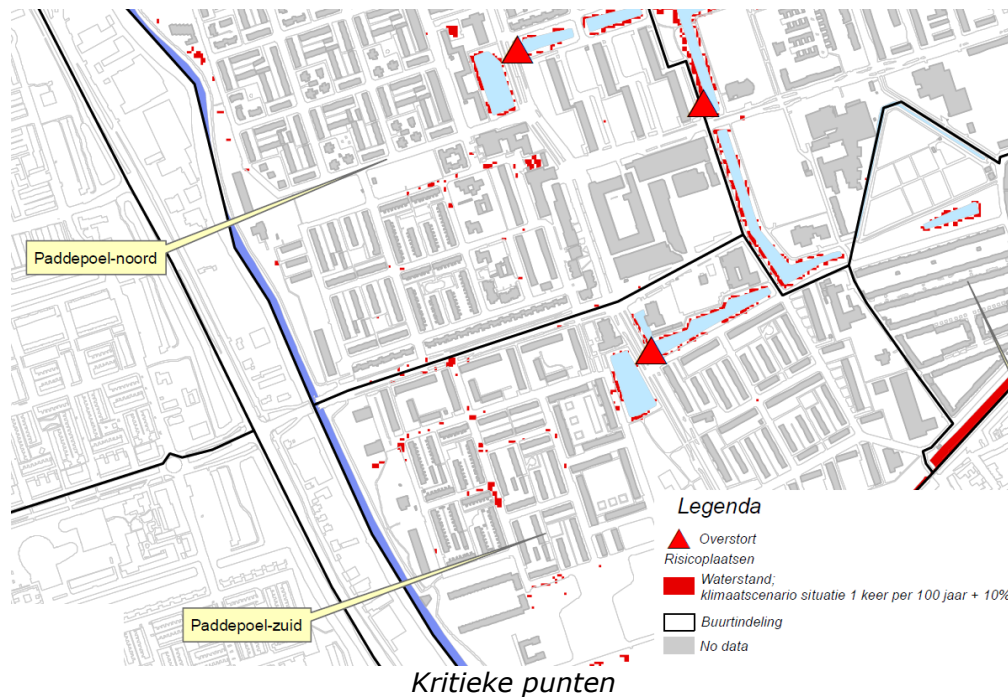 Paddepoel-noord
Paddepoel-zuid
Legenda
Overstort
Risicoplaatsen
Waterstand;
klimaatscenario situatie 1 keer per 100 jaar + 10%
Buurtindeling
No data
Kritieke punten